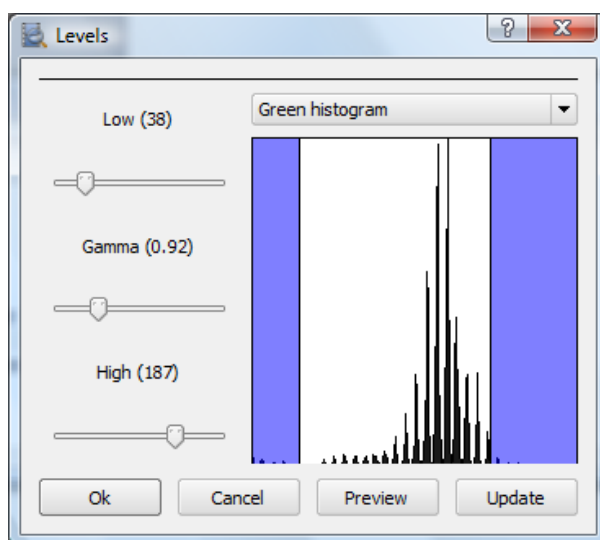 Levels
Low (38)
Green histogram
Gamma (0.92)
High (187)
Ok
Cancel
Preview
Update